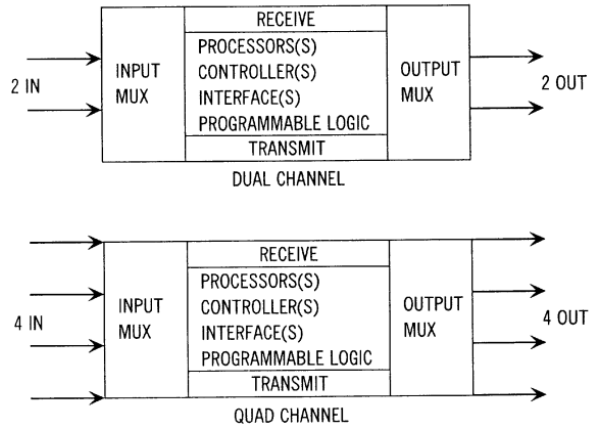 RECEIVE
2 IN
INPUT
MUX
PROCESSORS(S)
CONTROLLER(S)
INTERFACE(S)
PROGRAMMABLE LOGIC
OUTPUT
MUX
2 OUT
TRANSMIT
DUAL CHANNEL
RECEIVE
4 IN
INPUT
MUX
PROCESSORS(S)
CONTROLLER(S)
INTERFACE(S)
PROGRAMMABLE LOGIC
OUTPUT
MUX
4 OUT
TRANSMIT
QUAD CHANNEL